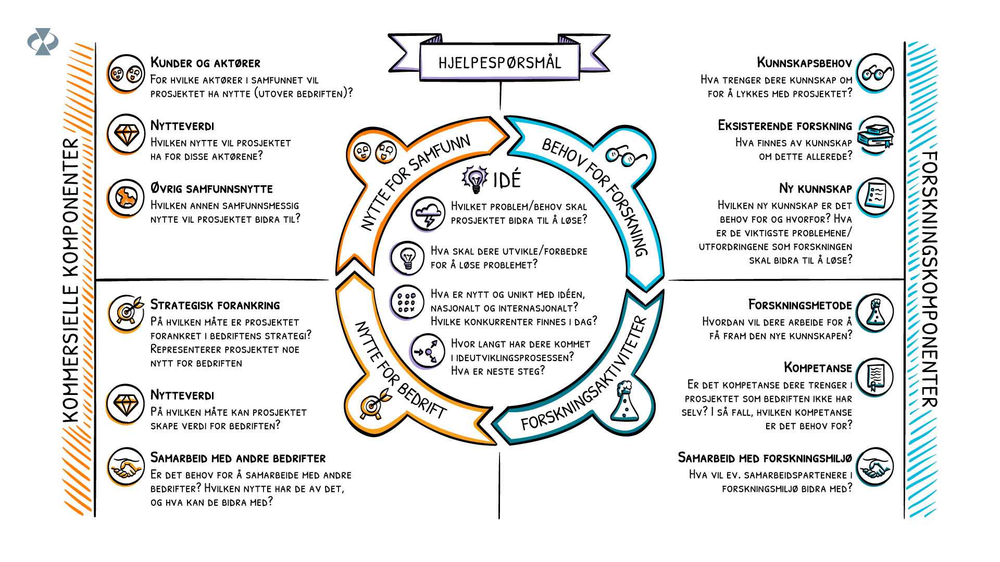 HJELPESPØRSMÅL
KOMMERSIELLE KOMPONENTER
KUNDER OG AKTØRER
FOR HVILKE AKTØRER I SAMFUNNET VIL
PROSJEKTET HA NYTTE (UTOVER BEDRIFTEN)?
NYTTEVERDI
HVILKEN NYTTE VIL PROSJEKTET
HA FOR DISSE AKTØRENE?
ØVRIG SAMFUNNSNYTTE
HVILKEN ANNEN SAMFUNNSMESSIG
NYTTE VIL PROSJEKTET BIDRA TIL?
STRATEGISK FORANKRING
PÅ HVILKEN MÅTE ER PROSJEKTET
FORANKRET I BEDRIFTENS STRATEGI?
REPRESENTERER PROSJEKTET NOE
NYTT FOR BEDRIFTEN
NYTTEVERDI
PÅ HVILKEN MÅTE KAN PROSJEKTET
SKAPE VERDI FOR BEDRIFTEN?
SAMARBEID MED ANDRE BEDRIFTER
ER DET BEHOV FOR Å SAMARBEIDE MED ANDRE
BEDRIFTER? HVILKEN NYTTE HAR DE AV DET,
OG HVA KAN DE BIDRA MED?
NYTTE FOR SAMFUNN
BEHOV FOR FORSKNING
NYTTE FOR BEDRIFT
FORSKNINGSAKTIVITETER
IDÉ
HVILKET PROBLEM/BEHOV SKAL
PROSJEKTET BIDRA TIL Å LØSE?
HVA SKAL DERE UTVIKLE/FORBEDRE
FOR Å LØSE PROBLEMET?
HVA ER NYTT OG UNIKT MED IDÉEN,
NASJONALT OG INTERNASJONALT?
HVILKE KONKURRENTER FINNES I DAG?
HVOR LANGT HAR DERE KOMMET
I IDEUTVIKLINGSPROSESSEN?
HVA ER NESTE STEG?
KUNNSKAPSBEHOV
HVA TRENGER DERE KUNNSKAP OM
FOR Å LYKKES MED PROSJEKTET?
EKSISTERENDE FORSKNING
HVA FINNES AV KUNNSKAP
OM DETTE ALLEREDE?
NY KUNNSKAP
HVILKEN NY KUNNSKAP ER DET
BEHOV FOR OG HVORFOR? HVA
ER DE VIKTIGSTE PROBLEMENE/
UTFORDRINGENE SOM FORSKNINGEN
SKAL BIDRA TIL Å LØSE?
FORSKNINGSMETODE
HVORDAN VIL DERE ARBEIDE FOR Å
FÅ FRAM DEN NYE KUNNSKAPEN?
KOMPETANSE
ER DET KOMPETANSE DERE TRENGER I
PROSJEKTET SOM BEDRIFTEN IKKE HAR
SELV? I SÅ FALL, HVILKEN KOMPETANSE
ER DET BEHOV FOR?
SAMARBEID MED FORSKNINGSMILJØ
HVA VIL EV. SAMARBEIDSPARTENERE I
FORSKNINGSMILJØ BIDRA MED?
FORSKNINGSKOMPONENTER